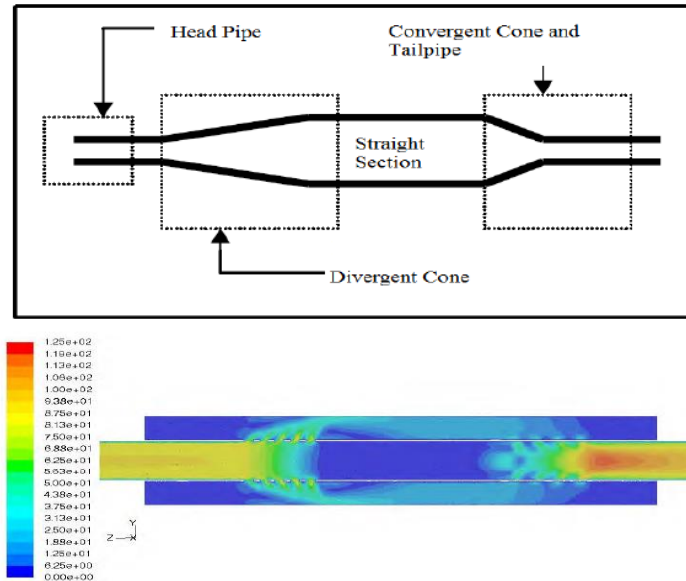 Head Pipe
Convergent Cone and
Tailpipe
Straight
Section
Divergent Cone
1.25e+02
1.19e+02
1.13e+02
1.06e+02
1.00e+02
9.38e+01
8.75e+01
8.13e+01
7.50e+01
6.88e+01
6.25e+01
5.63e+01
5.00e+01
4.38e+01
3.75e+01
3.13e+01
2.50e+01
1.88e+01
1.25e+01
6.25e+00
0.00e+00
Y
Z
X